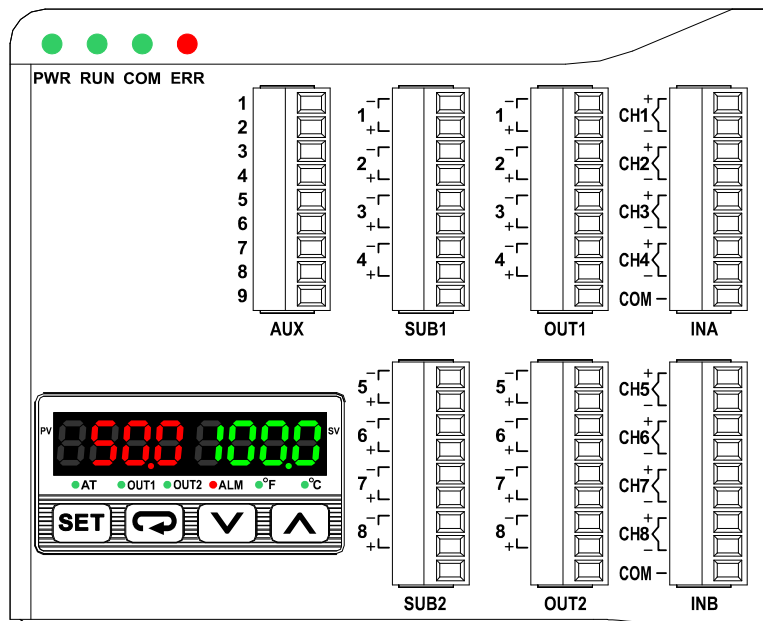 PWR RUN COM ERR
1
2
3
4
5
6
7
8
9
AUX
1 − +
2 − +
3 − +
4 − +
SUB1
1 − +
2 − +
3 − +
4 − +
OUT1
CH1 + −
CH2 + −
CH3 + −
CH4 + −
COM −
INA
PV 50.0 100.0 SV
AT OUT1 OUT2 ALM °F °C
SET
5 − +
6 − +
7 − +
8 − +
SUB2
5 − +
6 − +
7 − +
8 − +
OUT2
CH5 + −
CH6 + −
CH7 + −
CH8 + −
COM −
INB